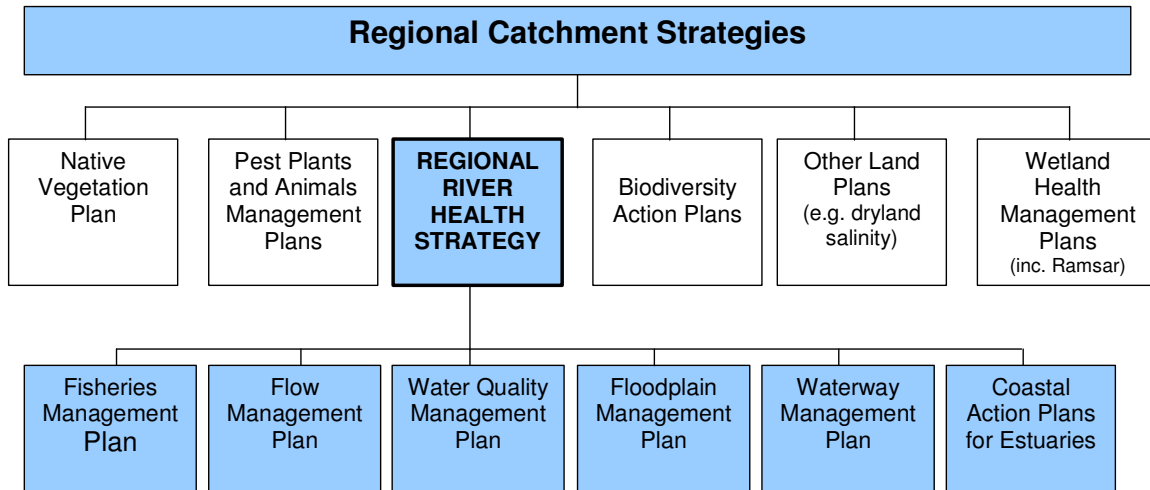 Regional Catchment Strategies
Native
Vegetation
Plan
Pest Plants
and Animals
Management
Plans
REGIONAL
RIVER
HEALTH
STRATEGY
Biodiversity
Action Plans
Other Land
Plans
(e.g. dryland
salinity)
Wetland
Health
Management
Plans
(inc. Ramsar)
Fisheries
Management
Plan
Flow
Management
Plan
Water Quality
Management
Plan
Floodplain
Management
Plan
Waterway
Management
Plan
Coastal
Action Plans
for Estuaries